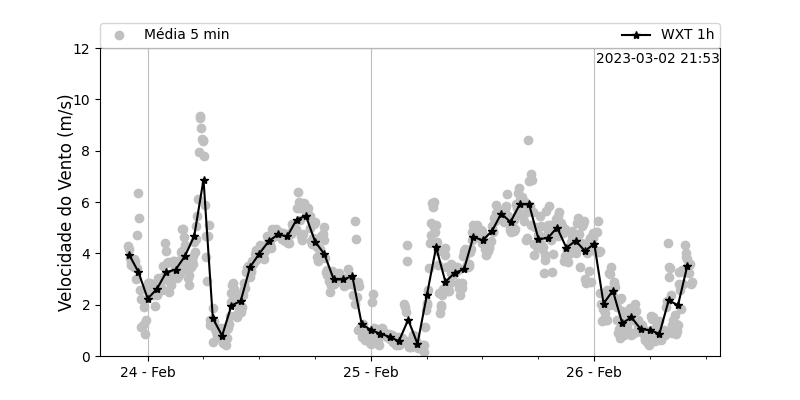 Média 5 min
WXT 1h
2023-03-02 21:53
Velocidade do Vento (m/s)
12
10
8
6
4
2
0
24 - Feb
25 - Feb
26 - Feb